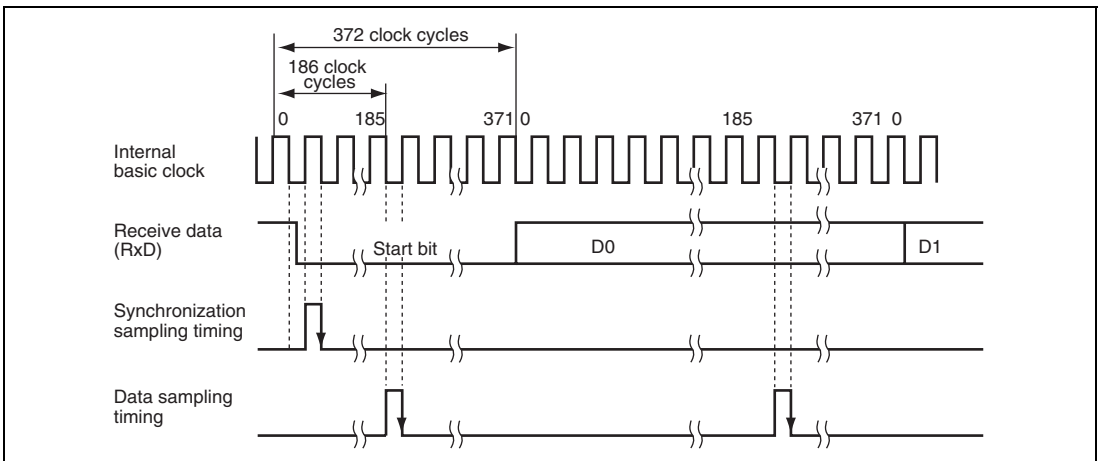 372 clock cycles
186 clock
cycles
0 185 371 0 185 371 0
Internal
basic clock
Receive data
(RxD)
Start bit D0 D1
Synchronization
sampling timing
Data sampling
timing